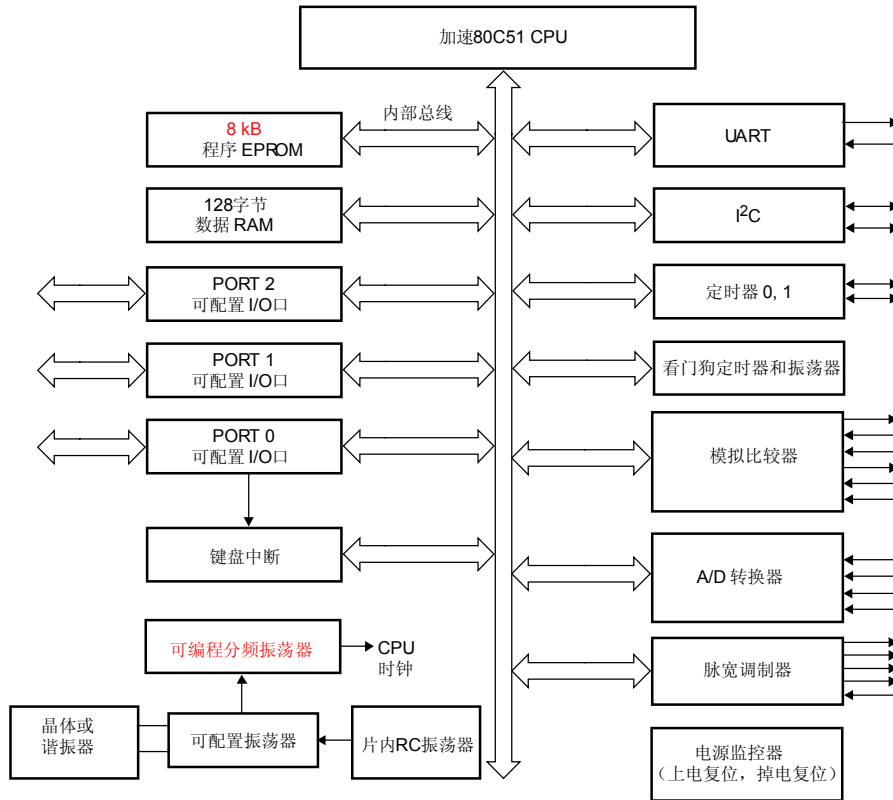 加速80C51 CPU
内部总线
8 kB
程序 EPROM
128字节
数据 RAM
PORT 2
可配置 I/O口
PORT 1
可配置 I/O口
PORT 0
可配置 I/O口
键盘中断
可编程分频振荡器
CPU
时钟
晶体或
谐振器
可配置振荡器
片内RC振荡器
UART
I²C
定时器 0, 1
看门狗定时器和振荡器
模拟比较器
A/D 转换器
脉宽调制器
电源监控器
（上电复位，掉电复位）